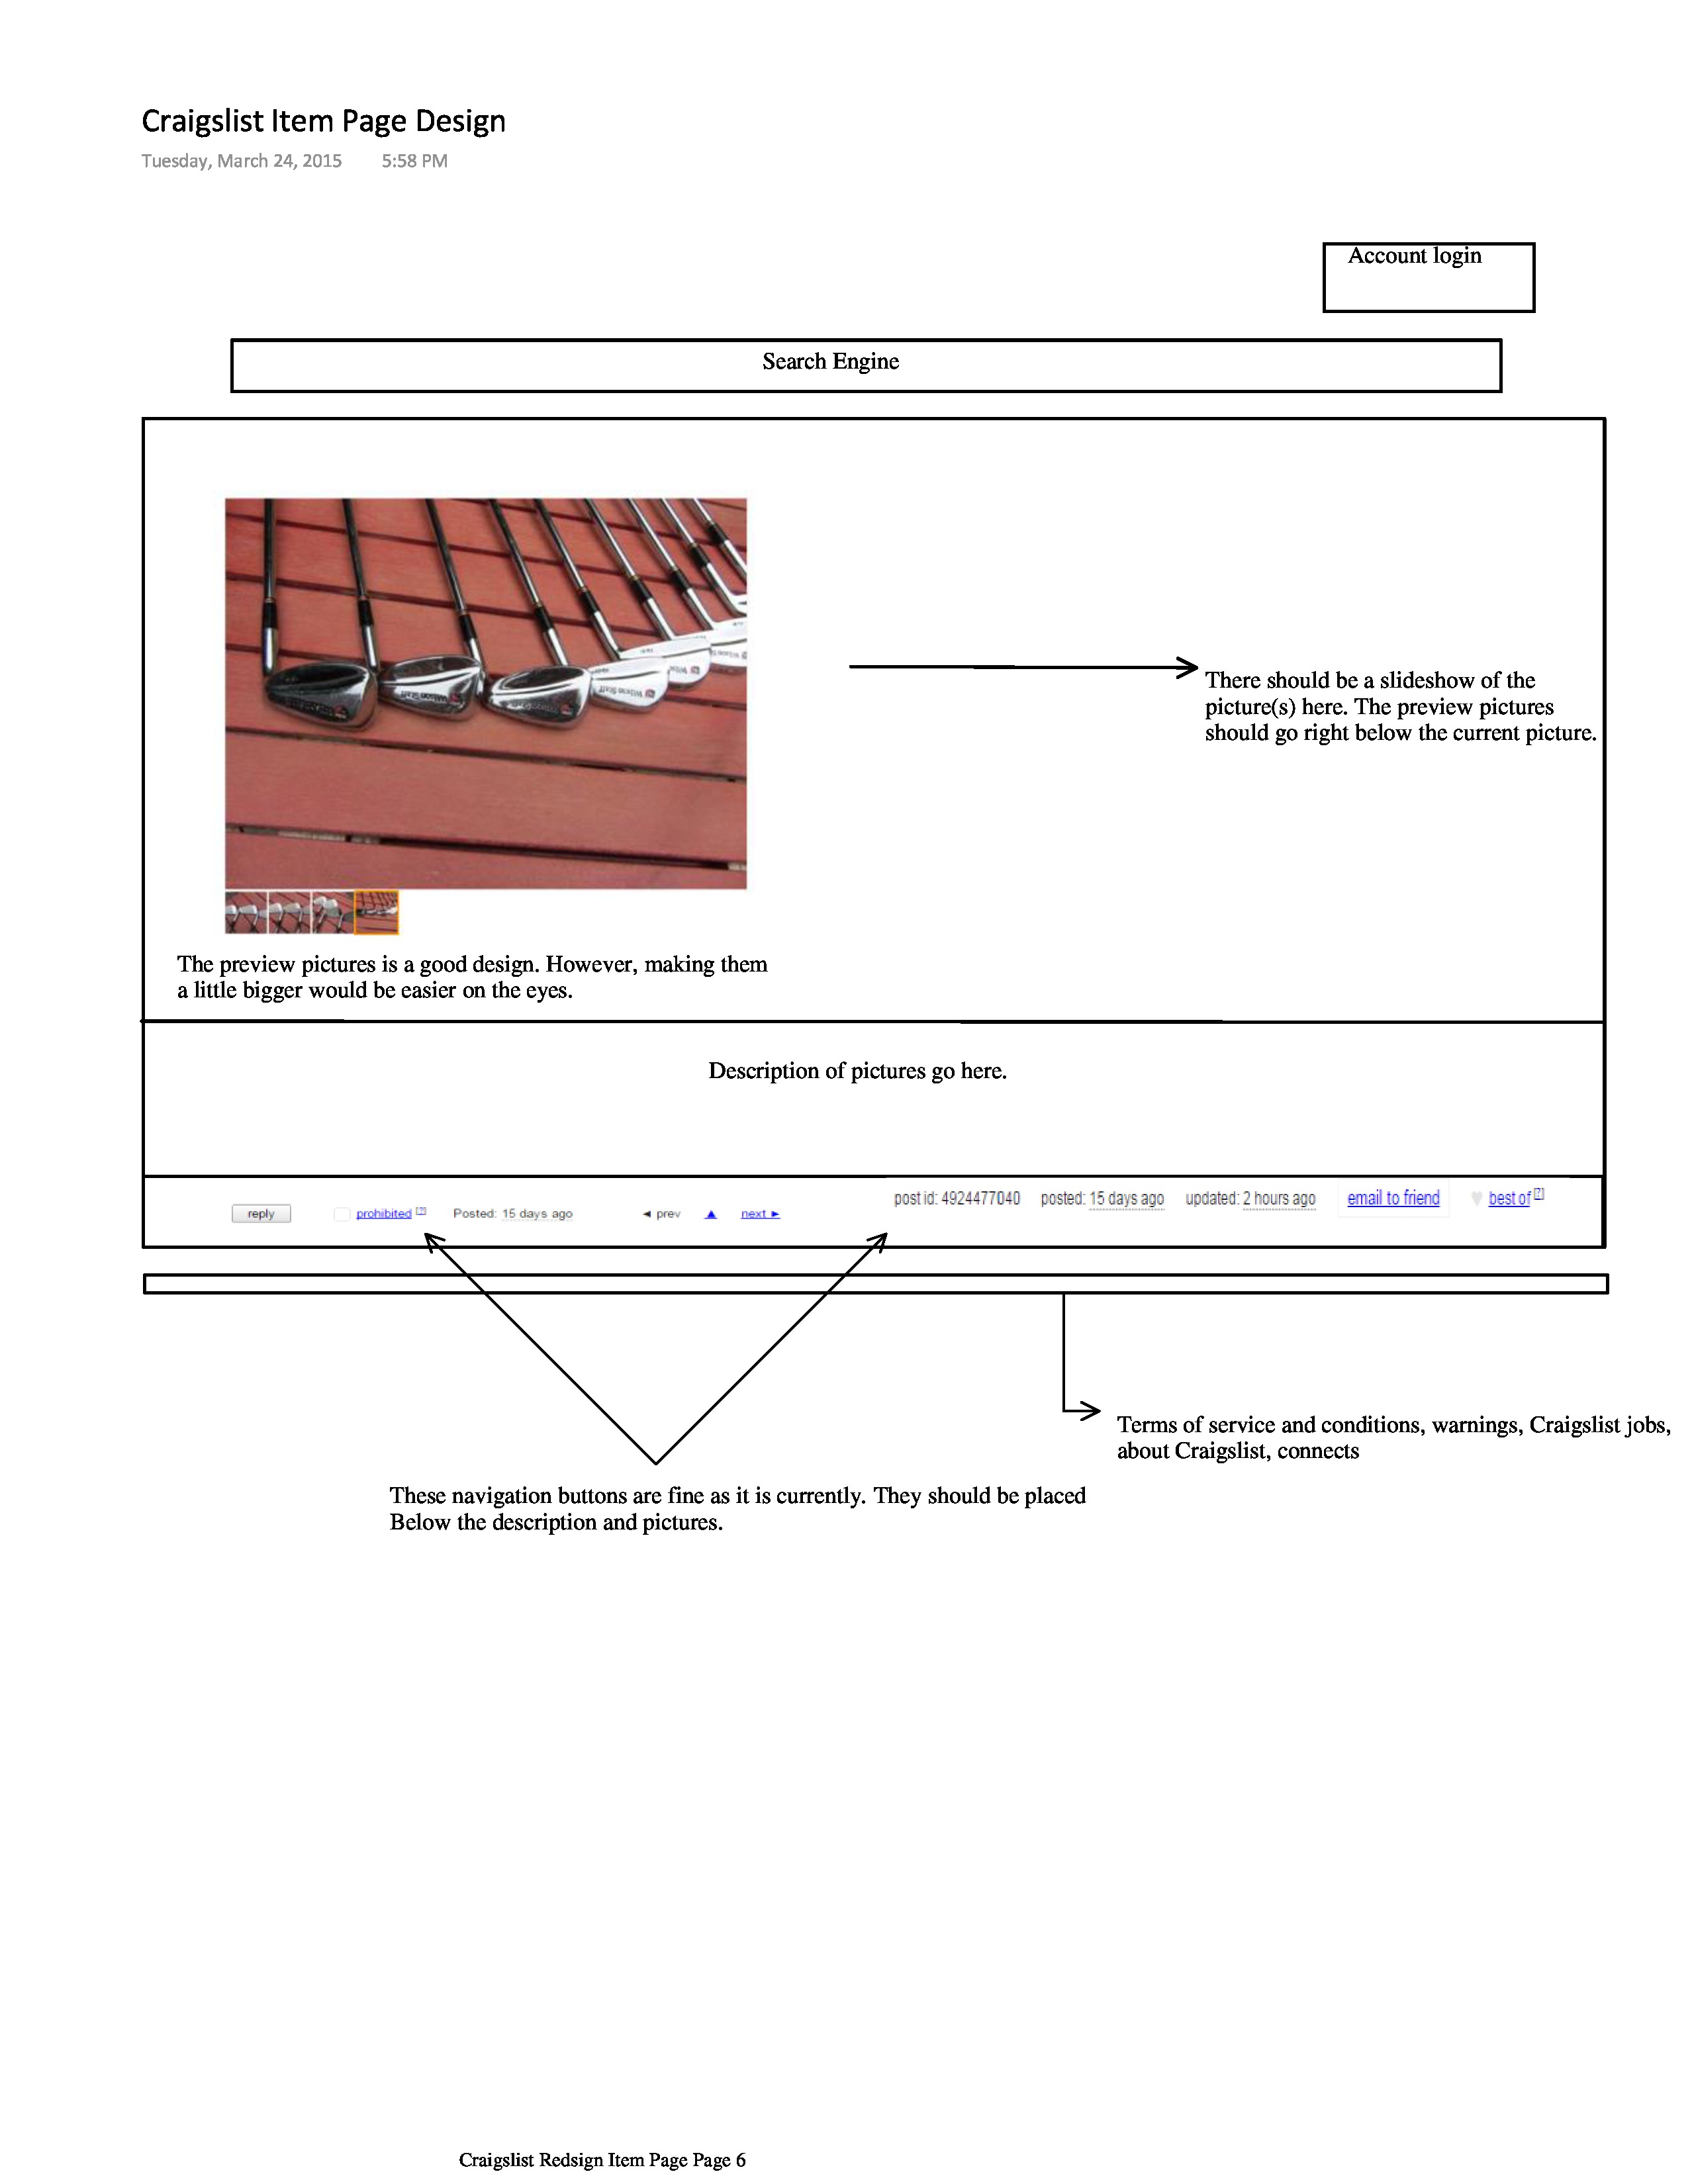 Craigslist Item Page Design
Tuesday, March 24, 2015 5:58 PM
Account login
Search Engine
There should be a slideshow of the
picture(s) here. The preview pictures
should go right below the current picture.
The preview pictures is a good design. However, making them
a little bigger would be easier on the eyes.
Description of pictures go here.
reply prohibited [?] Posted: 15 days ago ◄ prev ▲ next ► post id: 4924477040 posted: 15 days ago updated: 2 hours ago email to friend ♥ best of [?]
Terms of service and conditions, warnings, Craigslist jobs,
about Craigslist, connects
These navigation buttons are fine as it is currently. They should be placed
Below the description and pictures.
Craigslist Redsign Item Page Page 6